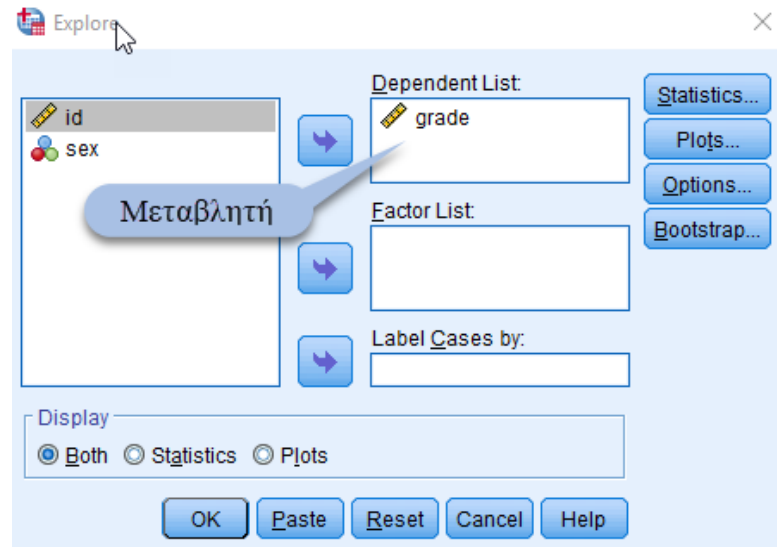 Explore
Dependent List:
id
sex
grade
Μεταβλητή
Factor List:
Label Cases by:
Statistics...
Plots...
Options...
Bootstrap...
Display
Both Statistics Plots
OK Paste Reset Cancel Help